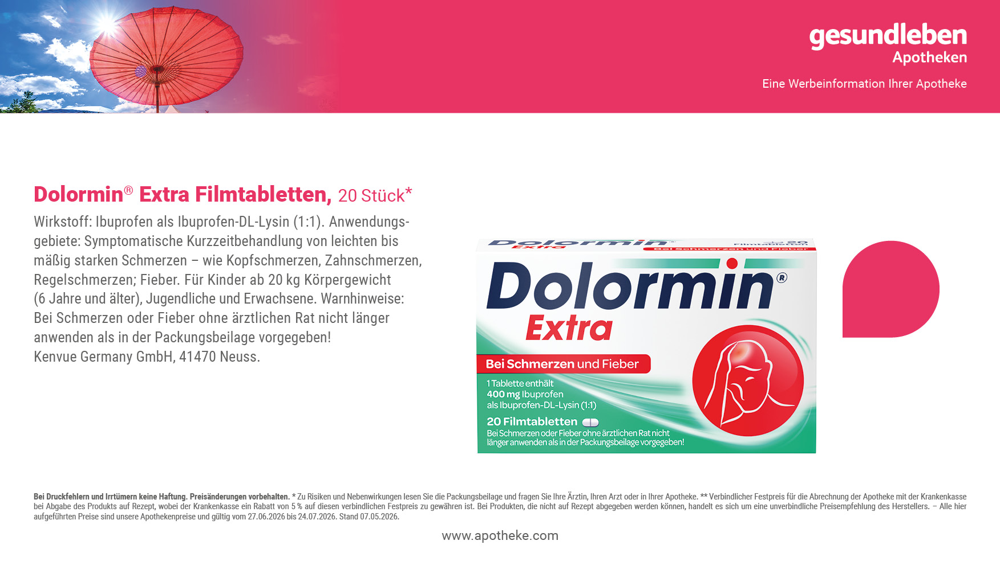 gesundleben
Apotheken
Eine Werbeinformation Ihrer Apotheke
Dolormin® Extra Filmtabletten, 20 Stück*
Wirkstoff: Ibuprofen als Ibuprofen-DL-Lysin (1:1). Anwendungs-
gebiete: Symptomatische Kurzzeitbehandlung von leichten bis
mäßig starken Schmerzen – wie Kopfschmerzen, Zahnschmerzen,
Regelschmerzen; Fieber. Für Kinder ab 20 kg Körpergewicht
(6 Jahre und älter), Jugendliche und Erwachsene. Warnhinweise:
Bei Schmerzen oder Fieber ohne ärztlichen Rat nicht länger
anwenden als in der Packungsbeilage vorgegeben!
Kenvue Germany GmbH, 41470 Neuss.
Dolormin® 20
Extra Filmtabletten
Bei Schmerzen und Fieber
Dolormin®
Extra
Bei Schmerzen und Fieber
1 Tablette enthält
400 mg Ibuprofen
als Ibuprofen-DL-Lysin (1:1)
20 Filmtabletten
Bei Schmerzen oder Fieber ohne ärztlichen Rat nicht
länger anwenden als in der Packungsbeilage vorgegeben!
Bei Druckfehlern und Irrtümern keine Haftung. Preisänderungen vorbehalten. * Zu Risiken und Nebenwirkungen lesen Sie die Packungsbeilage und fragen Sie Ihre Ärztin, Ihren Arzt oder in Ihrer Apotheke. ** Verbindlicher Festpreis für die Abrechnung der Apotheke mit der Krankenkasse
bei Abgabe des Produkts auf Rezept, wobei der Krankenkasse ein Rabatt von 5 % auf diesen verbindlichen Festpreis zu gewähren ist. Bei Produkten, die nicht auf Rezept abgegeben werden können, handelt es sich um eine unverbindliche Preisempfehlung des Herstellers. – Alle hier
aufgeführten Preise sind unsere Apothekenpreise und gültig vom 27.06.2026 bis 24.07.2026. Stand 07.05.2026.
www.apotheke.com